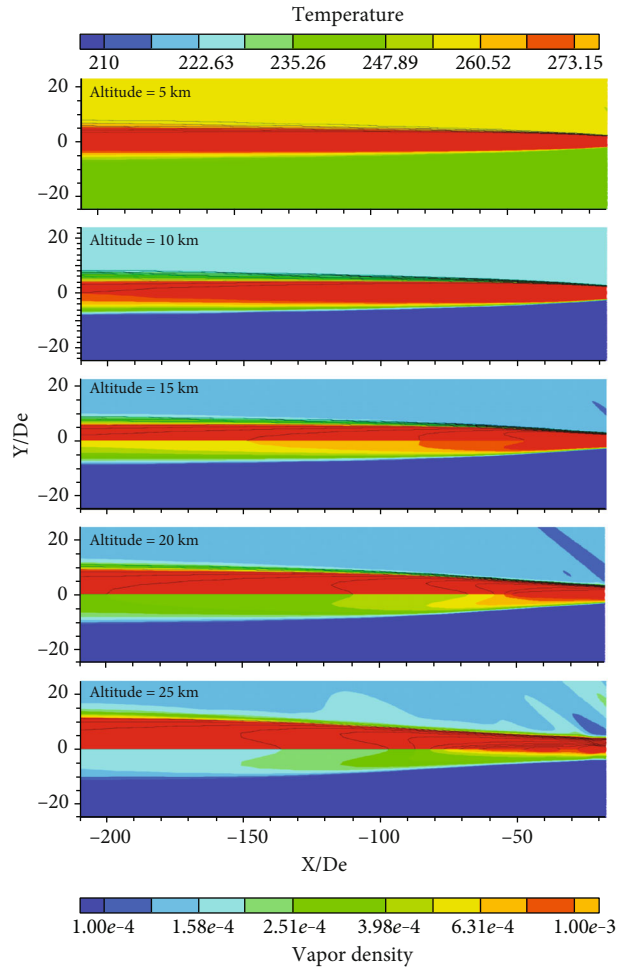 Temperature
210 222.63 235.26 247.89 260.52 273.15
20
Altitude = 5 km
0
–20
20
Altitude = 10 km
0
–20
20
Altitude = 15 km
0
–20
Y/De
20
Altitude = 20 km
0
–20
20
Altitude = 25 km
0
–20
–200 –150 –100 –50
X/De
1.00e–4 1.58e–4 2.51e–4 3.98e–4 6.31e–4 1.00e–3
Vapor density